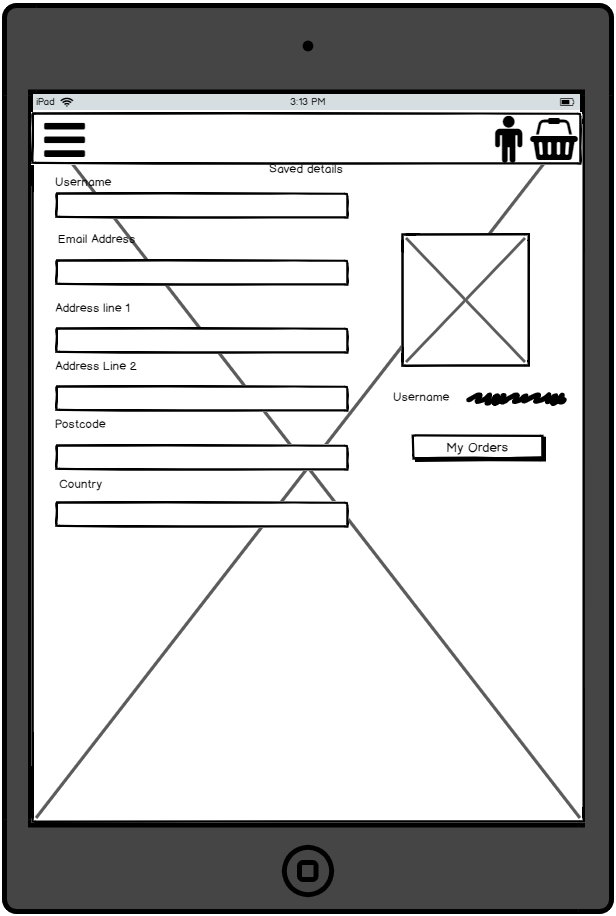 iPad 3:13 PM
Saved details
Username
Email Address
Address line 1
Address Line 2
Postcode
Country
Username
My Orders